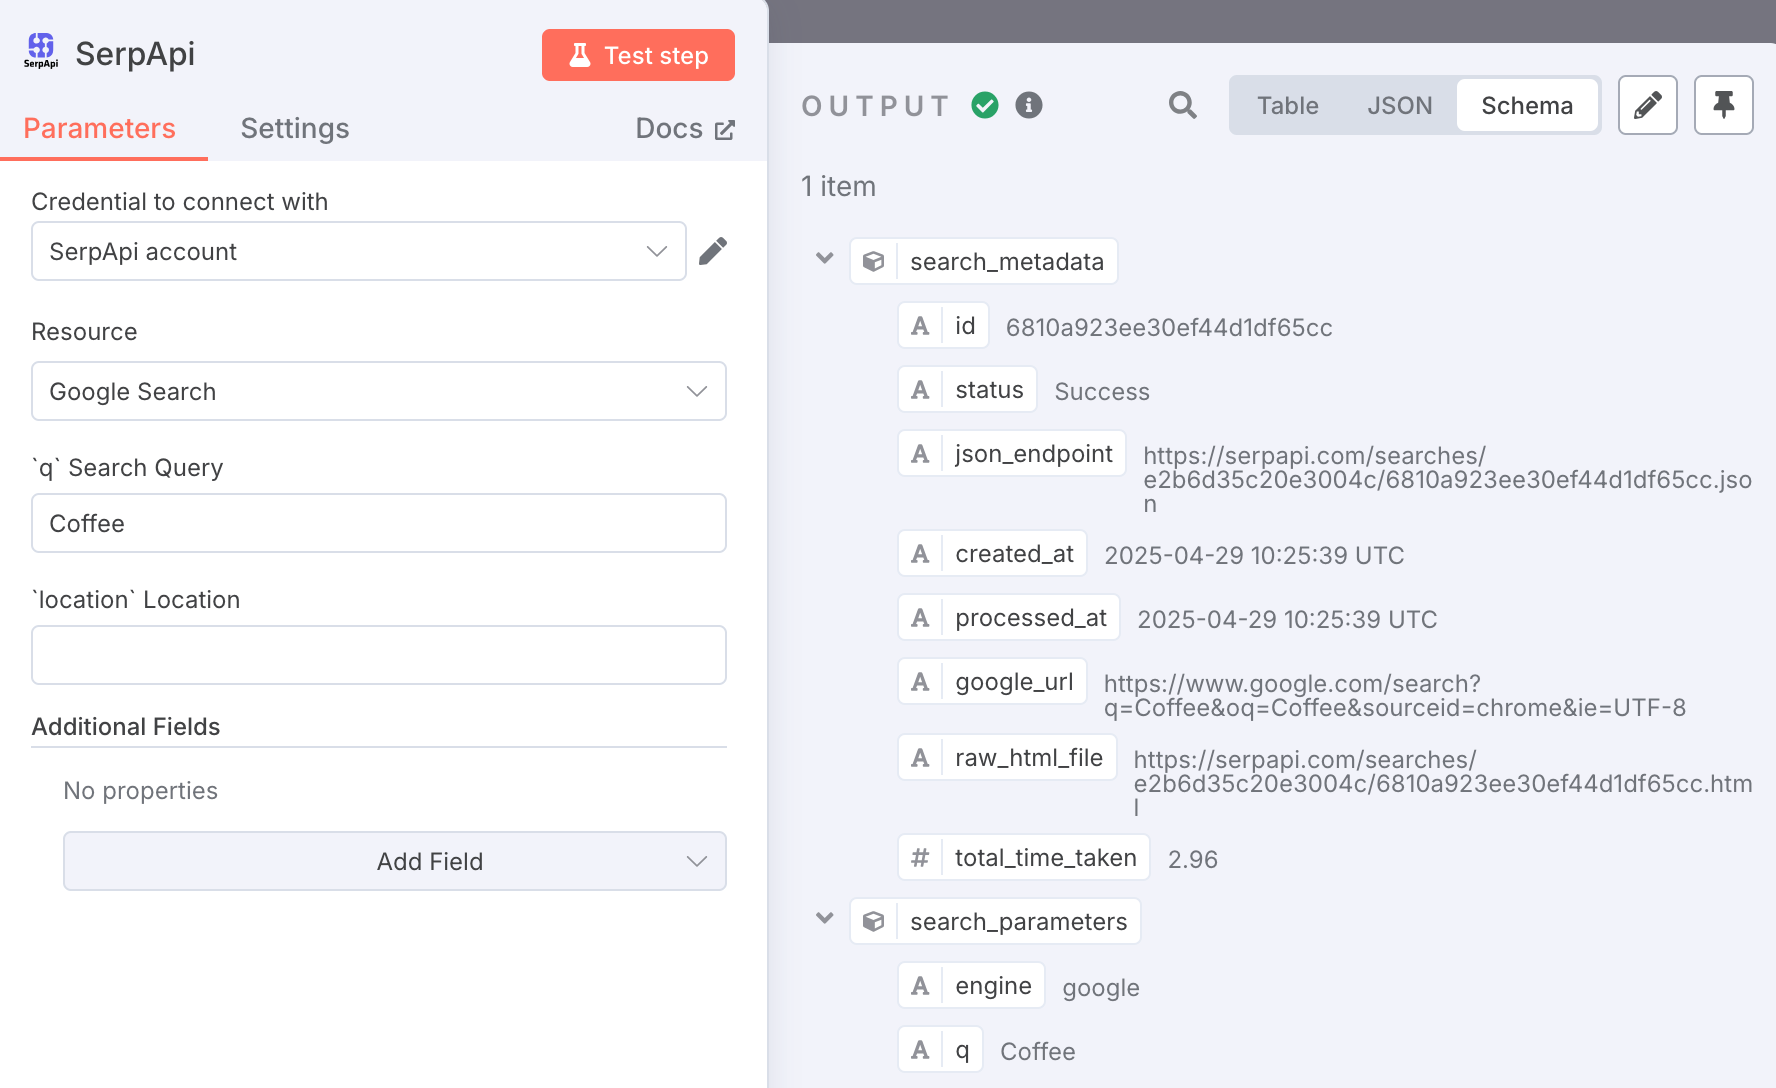 SerpApi
SerpApi
Test step
Parameters
Settings
Docs
Credential to connect with
SerpApi account
Resource
Google Search
`q` Search Query
Coffee
`location` Location
Additional Fields
No properties
Add Field
OUTPUT
Table
JSON
Schema
1 item
search_metadata
A id 6810a923ee30ef44d1df65cc
A status Success
A json_endpoint https://serpapi.com/searches/
e2b6d35c20e3004c/6810a923ee30ef44d1df65cc.jso
n
A created_at 2025-04-29 10:25:39 UTC
A processed_at 2025-04-29 10:25:39 UTC
A google_url https://www.google.com/search?
q=Coffee&oq=Coffee&sourceid=chrome&ie=UTF-8
A raw_html_file https://serpapi.com/searches/
e2b6d35c20e3004c/6810a923ee30ef44d1df65cc.htm
l
# total_time_taken 2.96
search_parameters
A engine google
A q Coffee